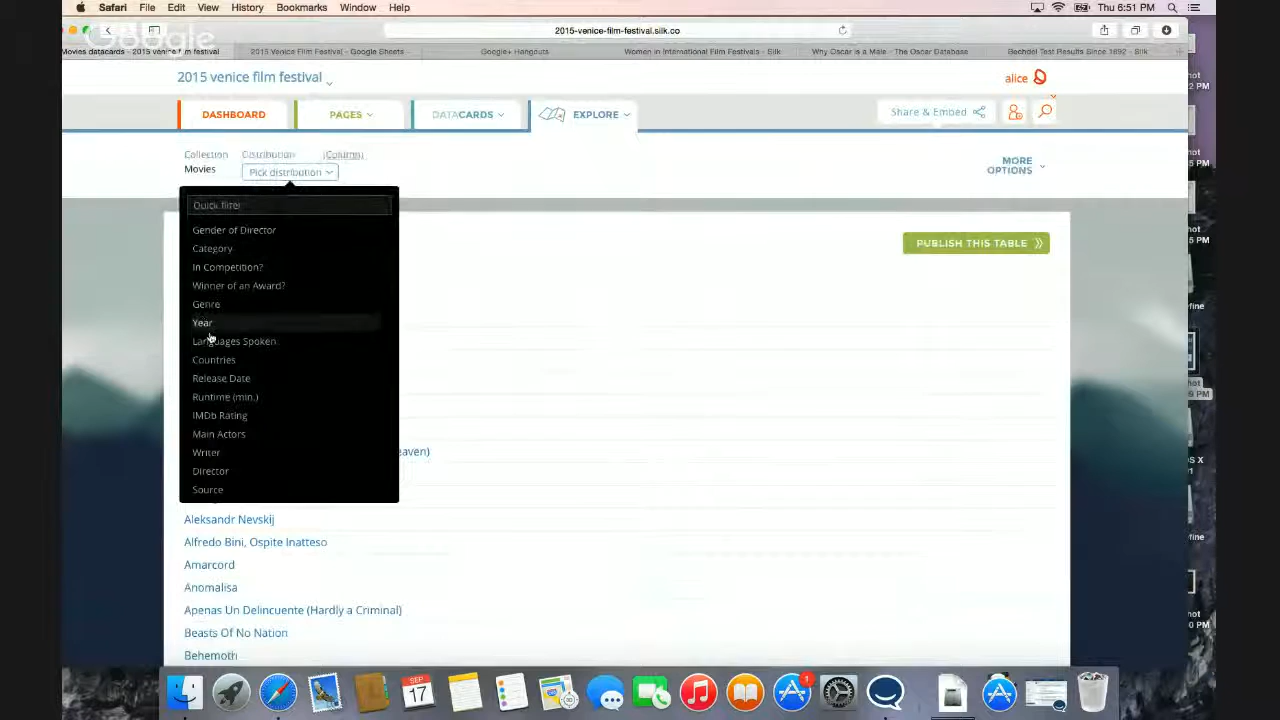 Safari File Edit View History Bookmarks Window Help
Thu 6:51 PM
Google
2015-venice-film-festival.silk.co
Movies datacards - 2015 venice film festival
2015 Venice Film Festival - Google Sheets
Google+ Hangouts
Women in International Film Festivals - Silk
Why Oscar is a Male - The Oscar Database
Bechdel Test Results Since 1892 - Silk
2015 venice film festival
alice
DASHBOARD
PAGES
DATACARDS
EXPLORE
Share & Embed
Collection Distribution (Column)
Movies Pick distribution
MORE
OPTIONS
Quick filter
Gender of Director
Category
In Competition?
Winner of an Award?
Genre
Year
Languages Spoken
Countries
Release Date
Runtime (min.)
IMDb Rating
Main Actors
Writer
Director
Source
PUBLISH THIS TABLE
eaven)
Aleksandr Nevskij
Alfredo Bini, Ospite Inatteso
Amarcord
Anomalisa
Apenas Un Delincuente (Hardly a Criminal)
Beasts Of No Nation
Behemoth
SEP
17
1